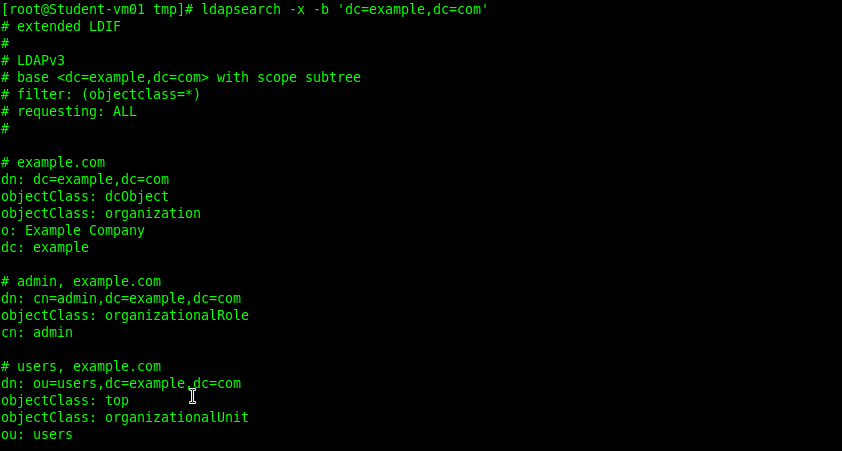 [root@Student-vm01 tmp]# ldapsearch -x -b 'dc=example,dc=com'
# extended LDIF
#
# LDAPv3
# base <dc=example,dc=com> with scope subtree
# filter: (objectclass=*)
# requesting: ALL
#
# example.com
dn: dc=example,dc=com
objectClass: dcObject
objectClass: organization
o: Example Company
dc: example
# admin, example.com
dn: cn=admin,dc=example,dc=com
objectClass: organizationalRole
cn: admin
# users, example.com
dn: ou=users,dc=example,dc=com
objectClass: top
objectClass: organizationalUnit
ou: users